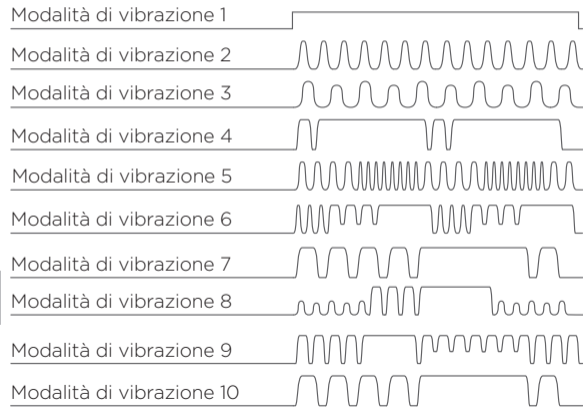 Modalità di vibrazione 1
Modalità di vibrazione 2
Modalità di vibrazione 3
Modalità di vibrazione 4
Modalità di vibrazione 5
Modalità di vibrazione 6
Modalità di vibrazione 7
Modalità di vibrazione 8
Modalità di vibrazione 9
Modalità di vibrazione 10